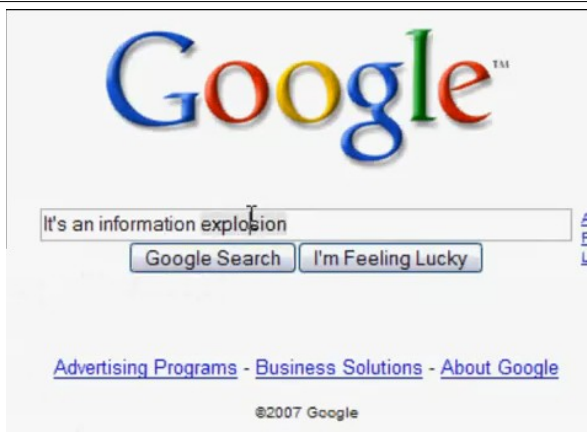 Google™
It's an information explosion
Google Search I'm Feeling Lucky
Advertising Programs - Business Solutions - About Google
©2007 Google